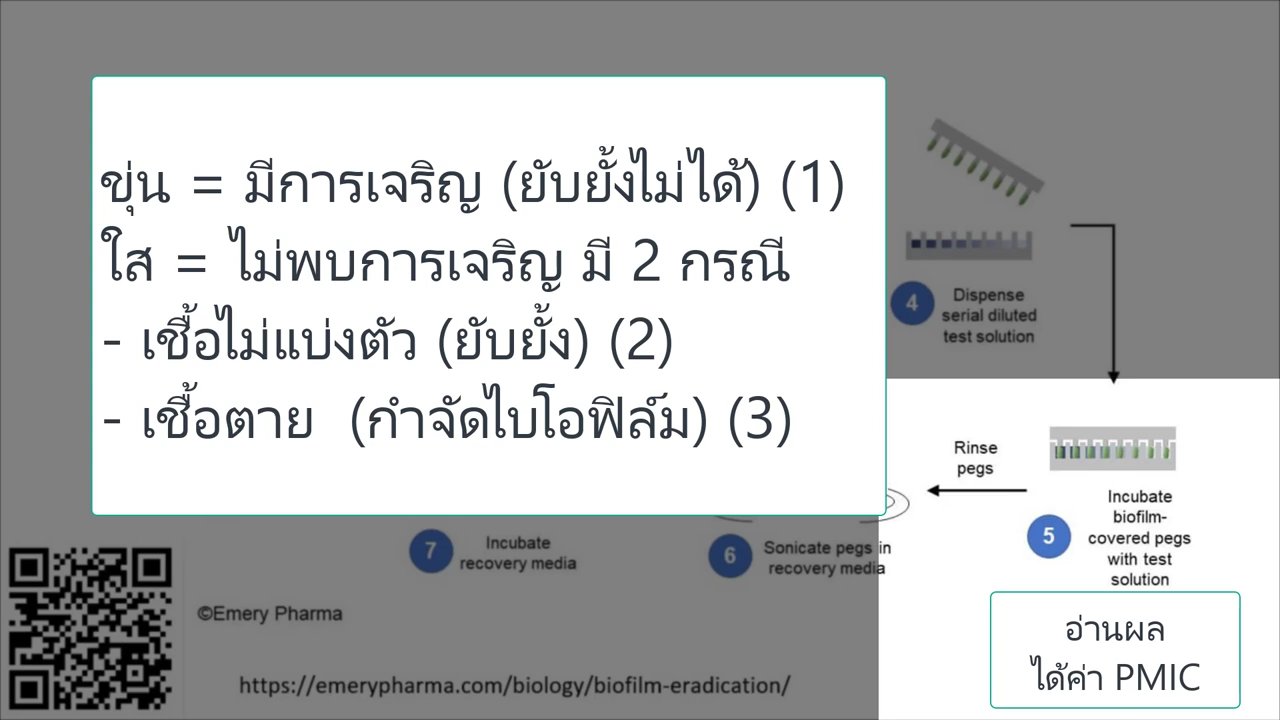 ขุ่น = มีการเจริญ (ยับยั้งไม่ได้) (1)
ใส = ไม่พบการเจริญ มี 2 กรณี
- เชื้อไม่แบ่งตัว (ยับยั้ง) (2)
- เชื้อตาย (กำจัดไบโอฟิล์ม) (3)
4
Dispense
serial diluted
test solution
Rinse
pegs
5
Incubate
biofilm-
covered pegs
with test
solution
6
Sonicate pegs in
recovery media
7
Incubate
recovery media
©Emery Pharma
https://emerypharma.com/biology/biofilm-eradication/
อ่านผล
ได้ค่า PMIC